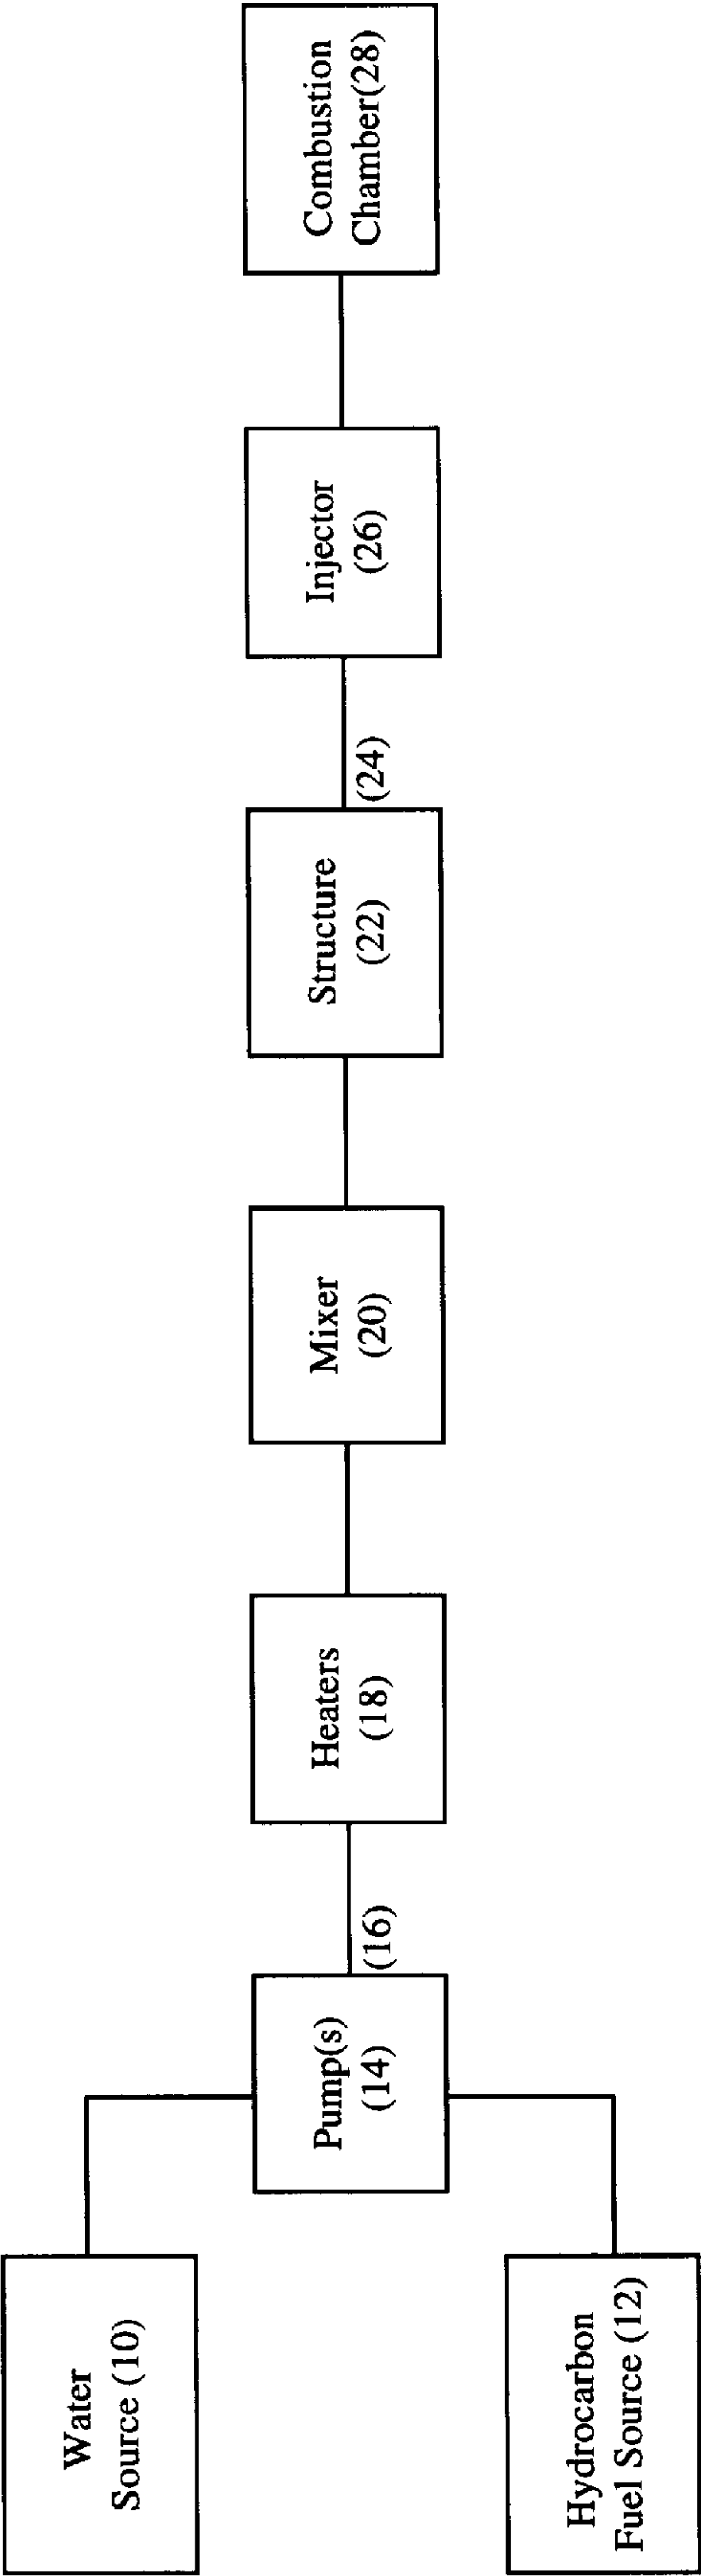 Water
Source (10)
Hydrocarbon
Fuel Source (12)
Pump(s)
(14)
(16)
Heaters
(18)
Mixer
(20)
Structure
(22)
(24)
Injector
(26)
Combustion
Chamber(28)